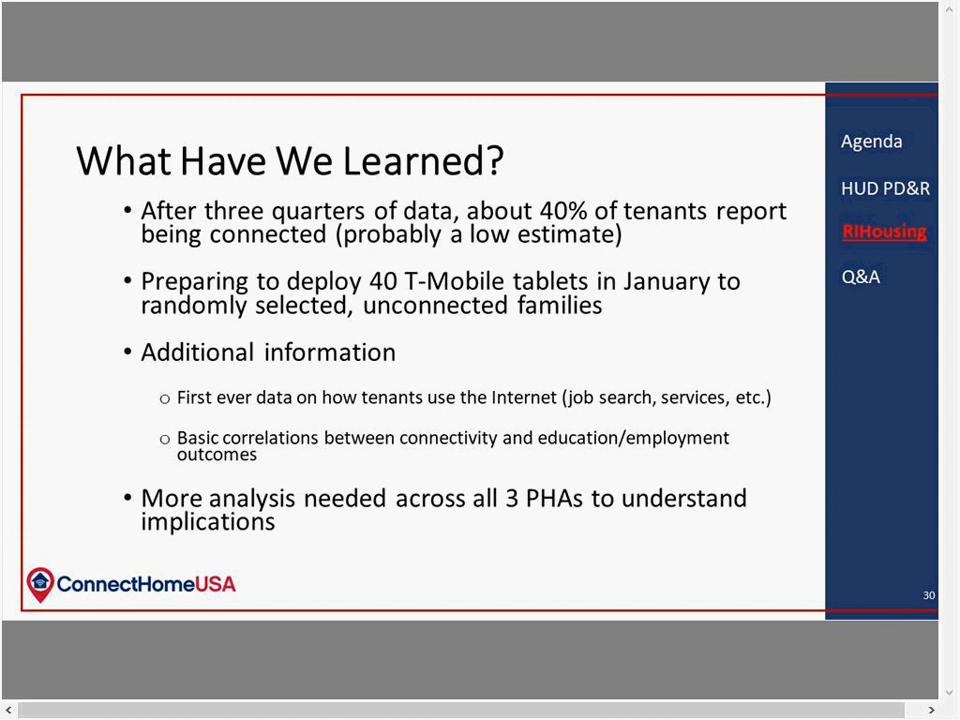 What Have We Learned?
• After three quarters of data, about 40% of tenants report
being connected (probably a low estimate)
• Preparing to deploy 40 T-Mobile tablets in January to
randomly selected, unconnected families
• Additional information
o First ever data on how tenants use the Internet (job search, services, etc.)
o Basic correlations between connectivity and education/employment
outcomes
• More analysis needed across all 3 PHAs to understand
implications
ConnectHomeUSA
Agenda
HUD PD&R
RIHousing
Q&A
30